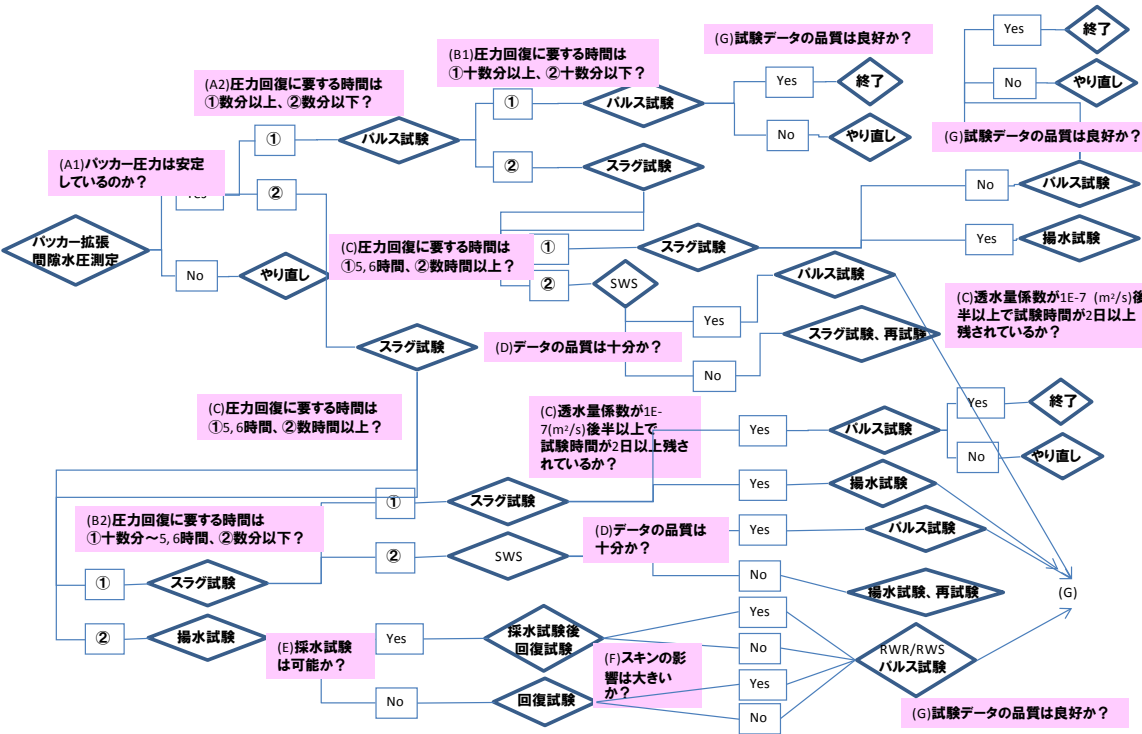 Yes
終了
(G)試験データの品質は良好か？
(B1)圧力回復に要する時間は
①十数分以上、②十数分以下？
(A2)圧力回復に要する時間は
①数分以上、②数分以下？
Yes
終了
No
やり直し
①
パルス試験
(G)試験データの品質は良好か？
①
パルス試験
No
やり直し
(A1)パッカー圧力は安定
しているのか？
②
スラグ試験
No
パルス試験
Yes
②
パッカー拡張
間隙水圧測定
(C)圧力回復に要する時間は
①5, 6時間、②数時間以上？
①
スラグ試験
Yes
揚水試験
No
やり直し
②
SWS
パルス試験
(C)透水量係数が1E-7 (m²/s)後
半以上で試験時間が2日以上
残されているか？
Yes
スラグ試験、再試験
スラグ試験
(D)データの品質は十分か？
No
(C)圧力回復に要する時間は
①5, 6時間、②数時間以上？
(C)透水量係数が1E-
7(m²/s)後半以上で
試験時間が2日以上残さ
れているか？
Yes
パルス試験
Yes
終了
No
やり直し
①
スラグ試験
Yes
揚水試験
(B2)圧力回復に要する時間は
①十数分～5, 6時間、②数分以下？
②
SWS
(D)データの品質は
十分か？
Yes
パルス試験
①
スラグ試験
No
揚水試験、再試験
(G)
②
揚水試験
(E)採水試験
は可能か？
Yes
採水試験後
回復試験
(F)スキンの影
響は大きい
か？
Yes
No
RWR/RWS
パルス試験
No
回復試験
Yes
No
(G)試験データの品質は良好か？